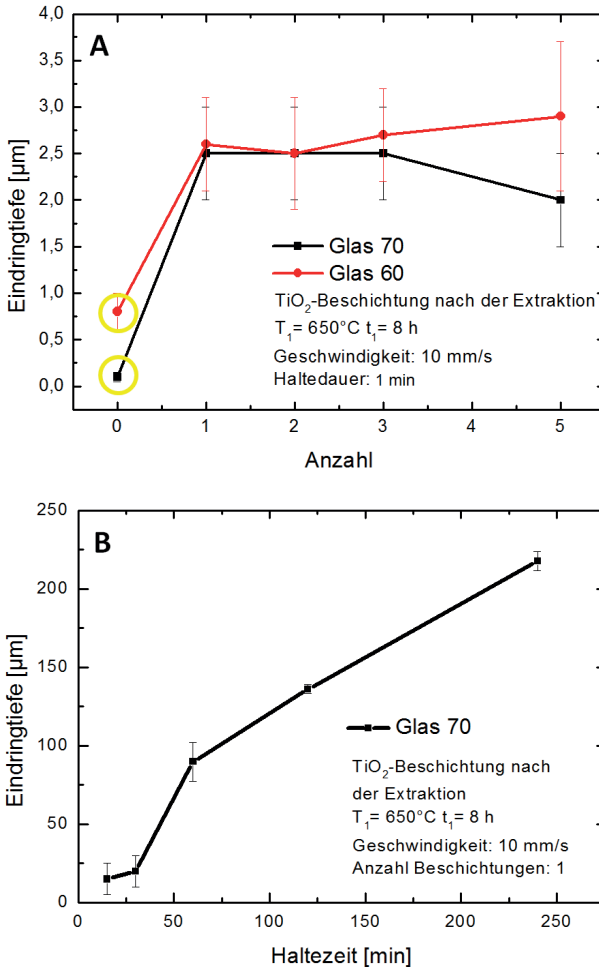 A
4,0
3,5
3,0
2,5
2,0
1,5
1,0
0,5
0,0
Eindringtiefe [µm]
Glas 70
Glas 60
TiO₂-Beschichtung nach der Extraktion
T₁= 650°C t₁= 8 h
Geschwindigkeit: 10 mm/s
Haltedauer: 1 min
0 1 2 3 4 5
Anzahl
B
250
200
150
100
50
0
Eindringtiefe [µm]
Glas 70
TiO₂-Beschichtung nach
der Extraktion
T₁= 650°C t₁= 8 h
Geschwindigkeit: 10 mm/s
Anzahl Beschichtungen: 1
0 50 100 150 200 250
Haltezeit [min]